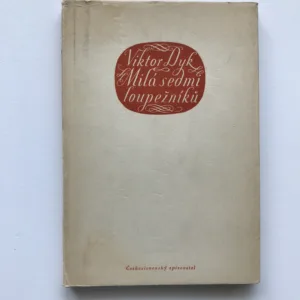 Viktor Dyk
Milá sedmi
loupežníků
Československý spisovatel